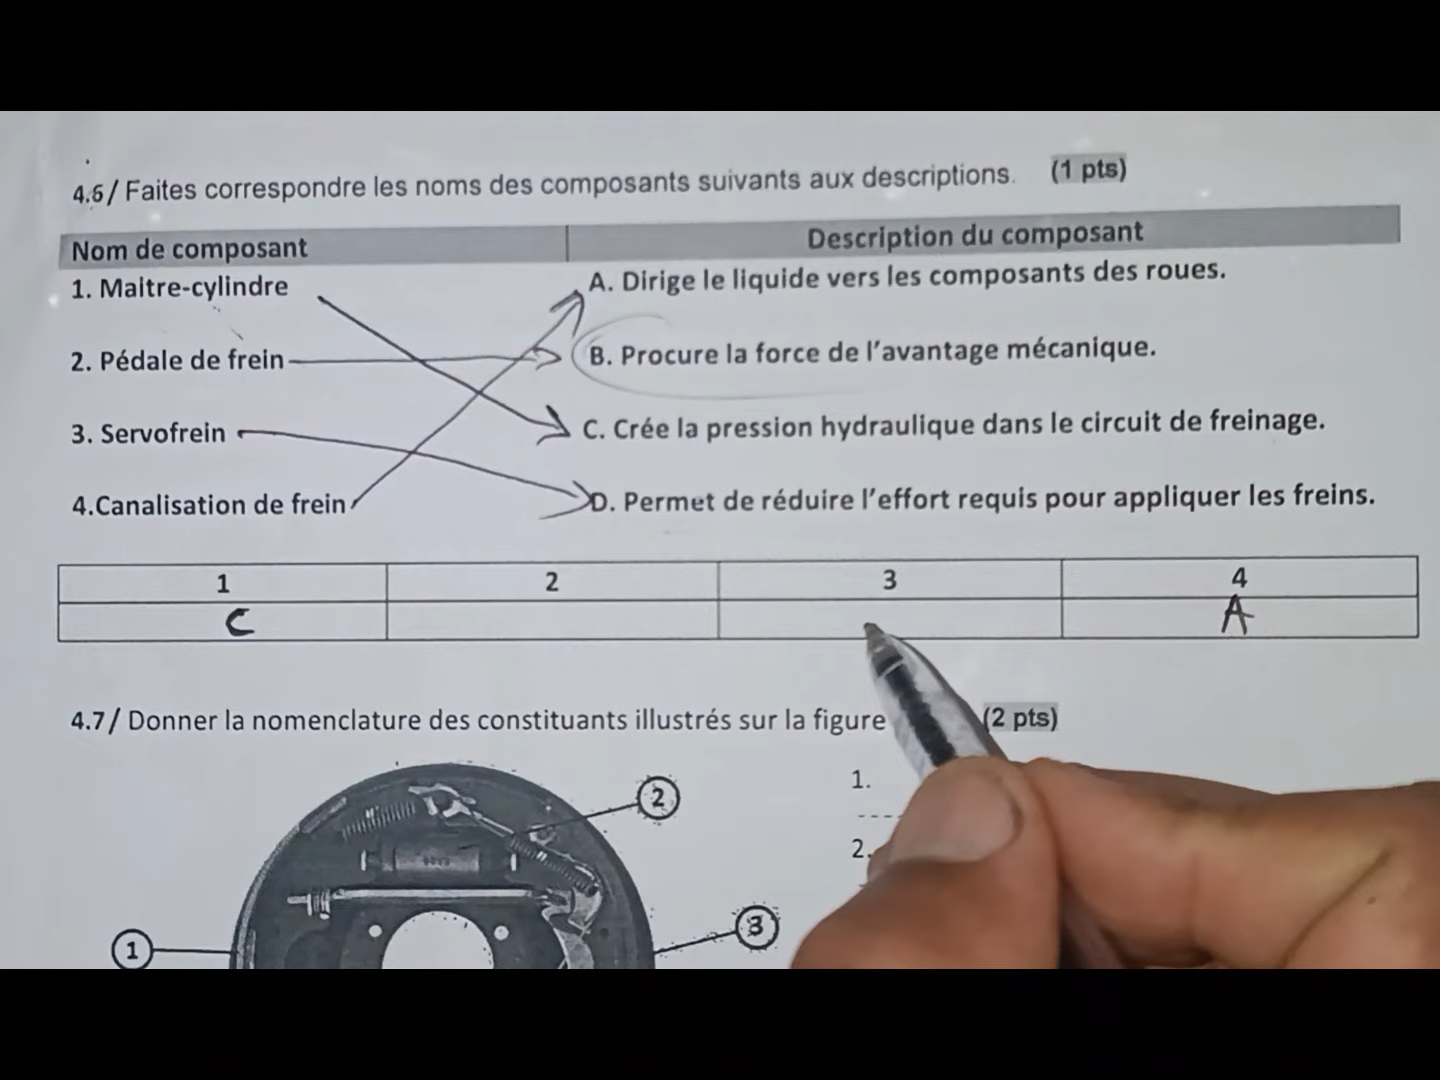 4.6/ Faites correspondre les noms des composants suivants aux descriptions. (1 pts)
Nom de composant Description du composant
1. Maitre-cylindre A. Dirige le liquide vers les composants des roues.
2. Pédale de frein B. Procure la force de l'avantage mécanique.
3. Servofrein C. Crée la pression hydraulique dans le circuit de freinage.
4.Canalisation de frein D. Permet de réduire l'effort requis pour appliquer les freins.
1 2 3 4
C A
4.7/ Donner la nomenclature des constituants illustrés sur la figure (2 pts)
1.
2.
2
3
1